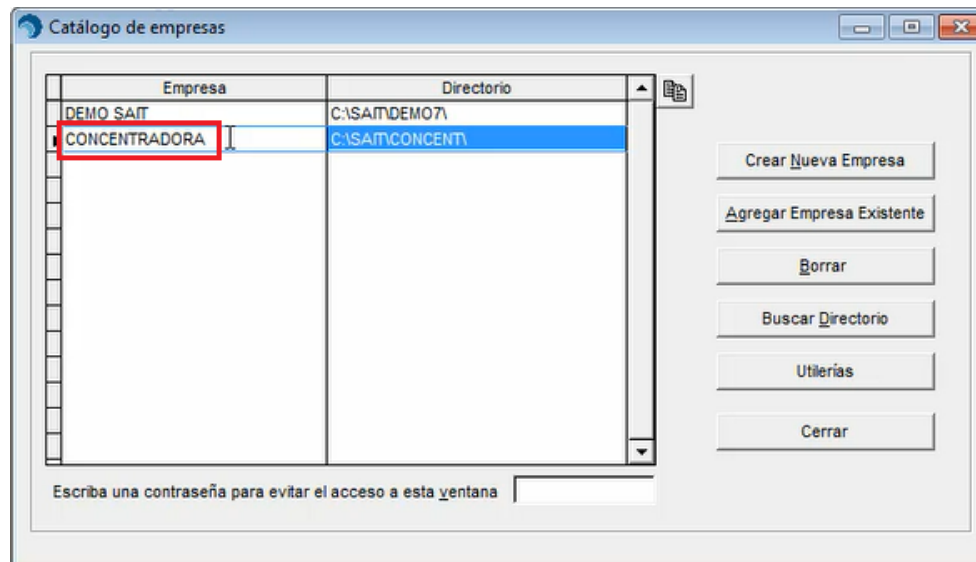 Catálogo de empresas
Empresa Directorio
DEMO SAIT C:\SAIT\DEMO7\
CONCENTRADORA C:\SAIT\CONCENT\
Crear Nueva Empresa
Agregar Empresa Existente
Borrar
Buscar Directorio
Utilerías
Cerrar
Escriba una contraseña para evitar el acceso a esta ventana